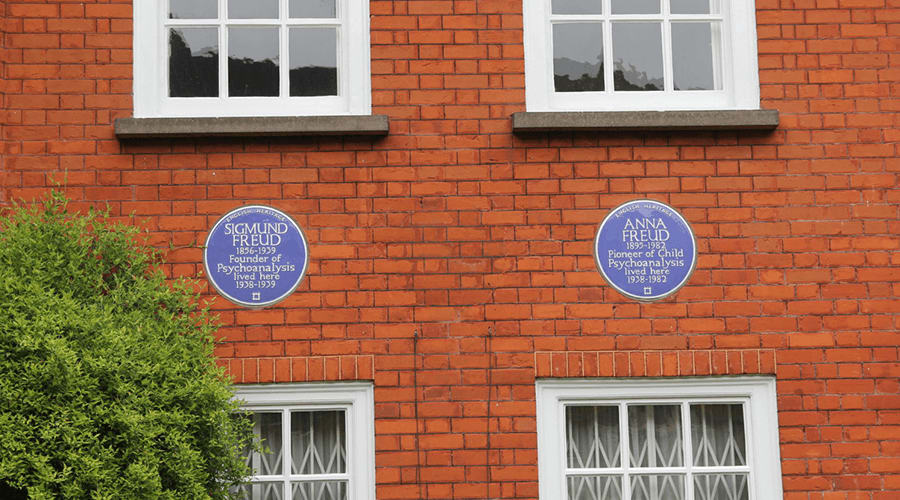 ENGLISH HERITAGE
SIGMUND
FREUD
1856-1939
Founder of
Psychoanalysis
lived here
1938-1939
ENGLISH HERITAGE
ANNA
FREUD
1895-1982
Pioneer of Child
Psychoanalysis
lived here
1938-1982